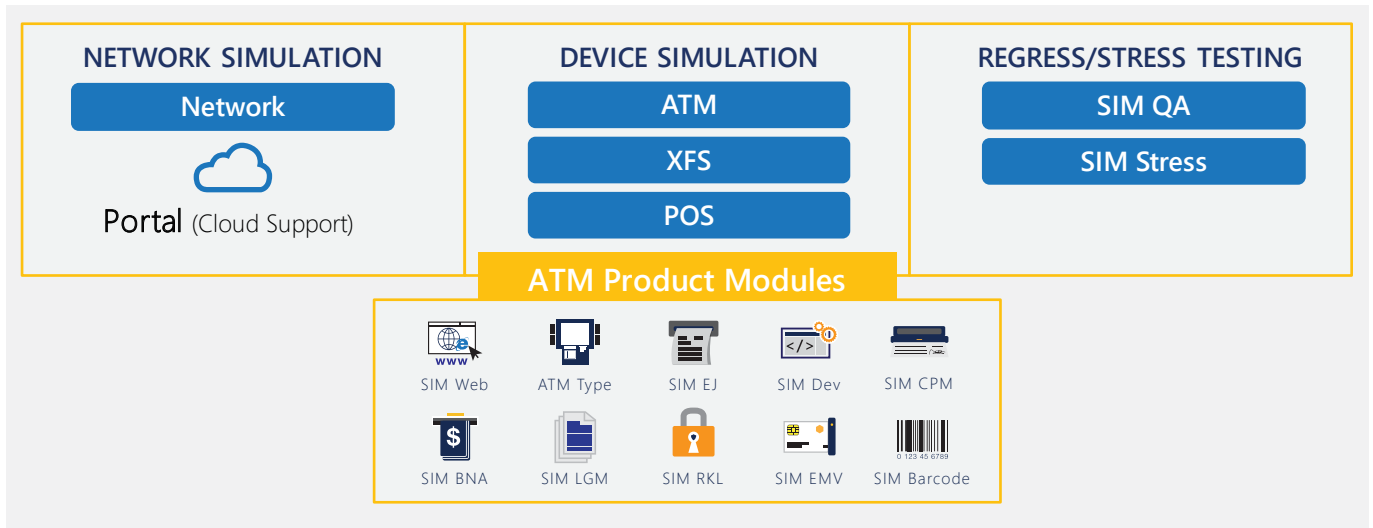 NETWORK SIMULATION
Network
Portal (Cloud Support)
DEVICE SIMULATION
ATM
XFS
POS
REGRESS/STRESS TESTING
SIM QA
SIM Stress
ATM Product Modules
e
WWW
</>
SIM Web
ATM Type
SIM EJ
SIM Dev
SIM CPM
$
?
0 123 45 6789
SIM BNA
SIM LGM
SIM RKL
SIM EMV
SIM Barcode